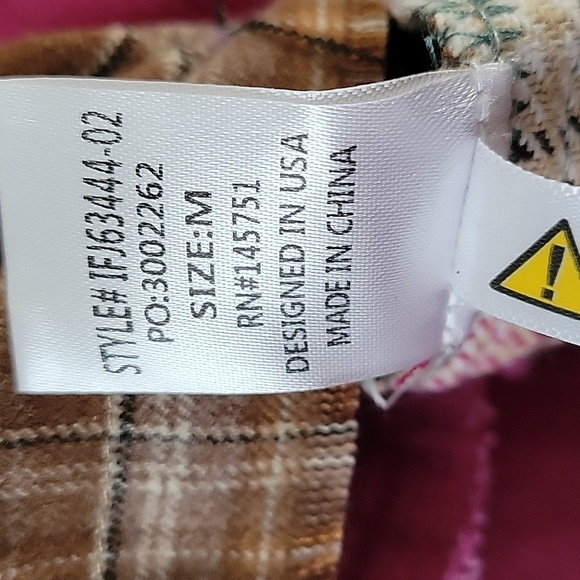 STYLE# IFJ63444-02
PO:3002262
SIZE:M
RN#145751
DESIGNED IN USA
MADE IN CHINA